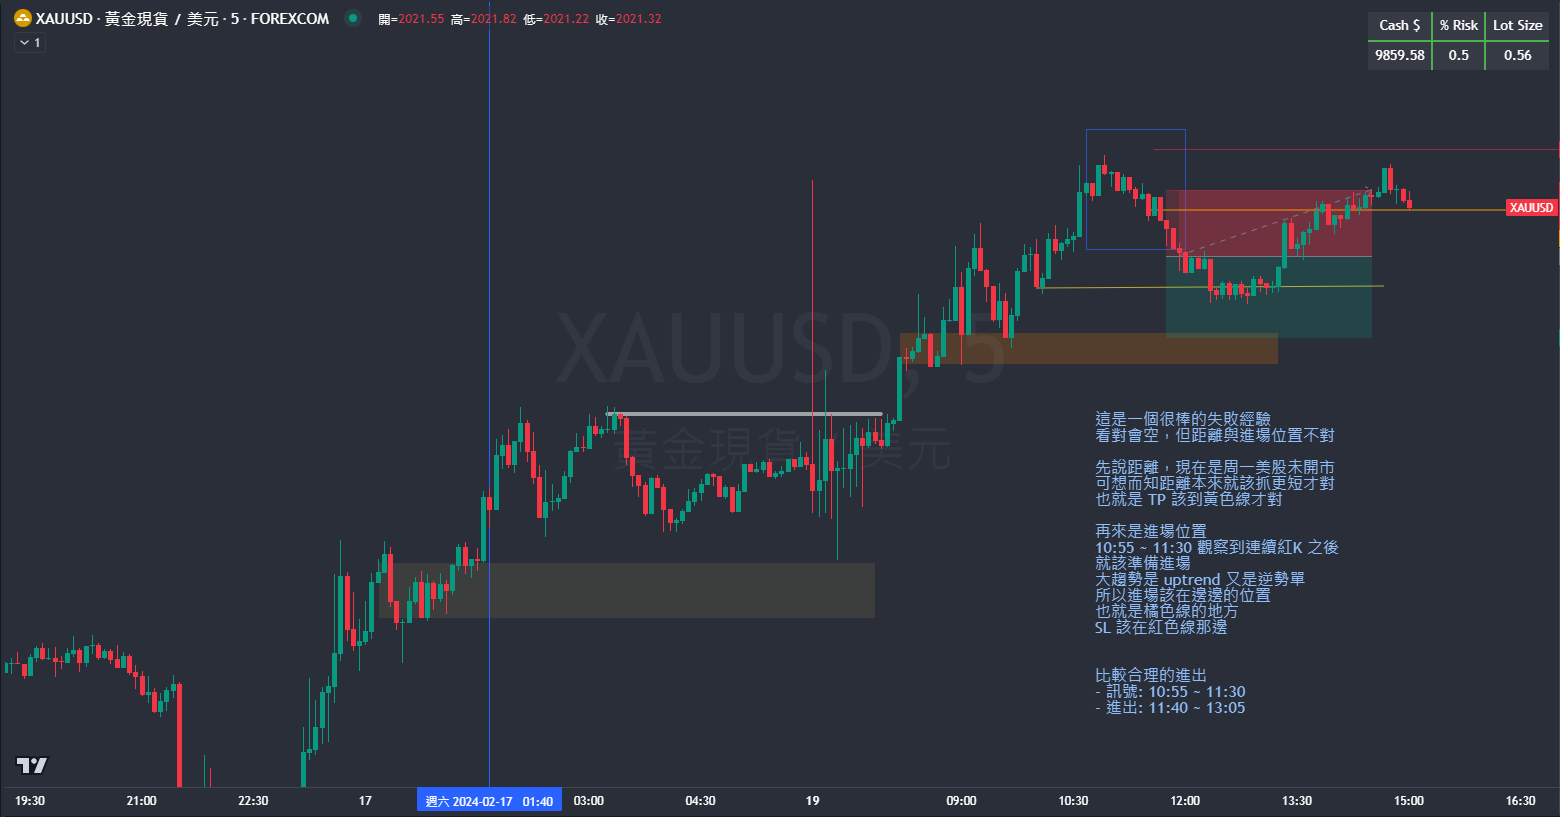 XAUUSD · 黃金現貨 / 美元 · 5 · FOREXCOM 開=2021.55 高=2021.82 低=2021.22 收=2021.32
1
Cash $ % Risk Lot Size
9859.58 0.5 0.56
XAUUSD
XAUUSD, 5
黃金現貨 / 美元
這是一個很棒的失敗經驗
看對會空，但距離與進場位置不對
先說距離，現在是周一美股未開市
可想而知距離本來就該抓更短才對
也就是 TP 該到黃色線才對
再來是進場位置
10:55 ~ 11:30 觀察到連續紅K 之後
就該準備進場
大趨勢是 uptrend 又是逆勢單
所以進場該在邊邊的位置
也就是橘色線的地方
SL 該在紅色線那邊
比較合理的進出
- 訊號: 10:55 ~ 11:30
- 進出: 11:40 ~ 13:05
19:30 21:00 22:30 17 週六 2024-02-17 01:40 03:00 04:30 19 09:00 10:30 12:00 13:30 15:00 16:30